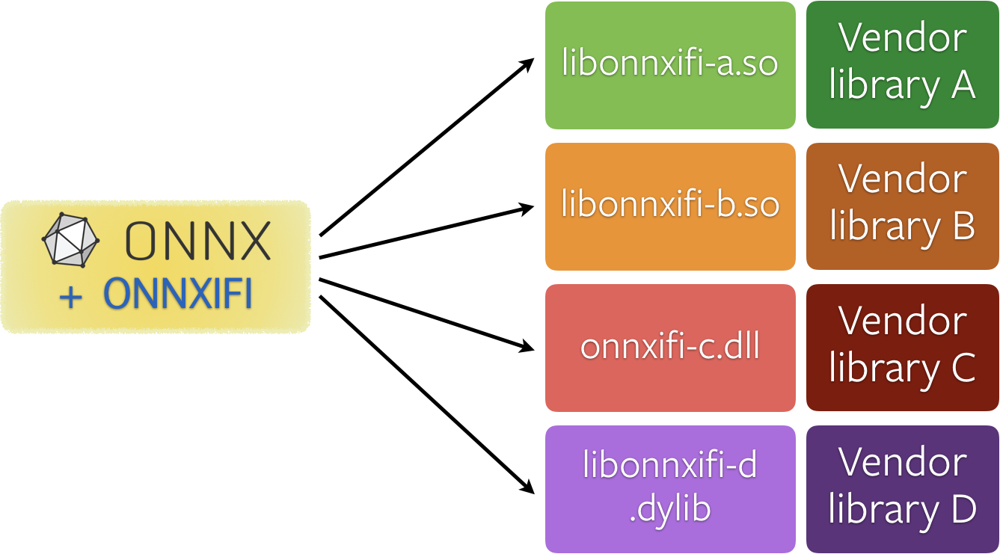 ONNX
+ ONNXIFI
libonnxifi-a.so
Vendor
library A
libonnxifi-b.so
Vendor
library B
onnxifi-c.dll
Vendor
library C
libonnxifi-d
.dylib
Vendor
library D